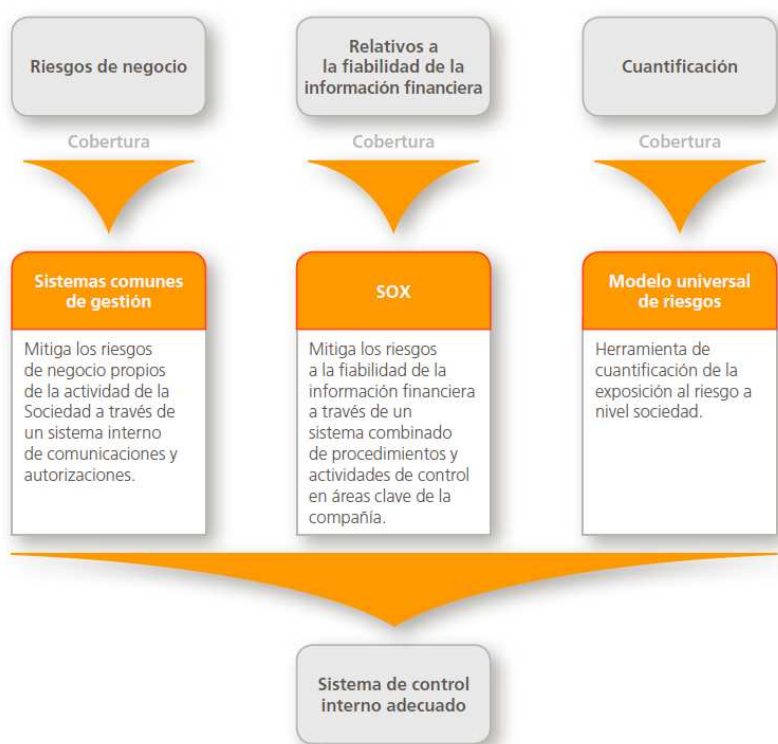 Riesgos de negocio
Relativos a
la fiabilidad de la
información financiera
Cuantificación
Cobertura
Cobertura
Cobertura
Sistemas comunes
de gestión
Mitiga los riesgos
de negocio propios
de la actividad de la
Sociedad a través de
un sistema interno
de comunicaciones y
autorizaciones.
SOX
Mitiga los riesgos
a la fiabilidad de la
información financiera
a través de un
sistema combinado
de procedimientos y
actividades de control
en áreas clave de la
compañía.
Modelo universal
de riesgos
Herramienta de
cuantificación de la
exposición al riesgo a
nivel sociedad.
Sistema de control
interno adecuado